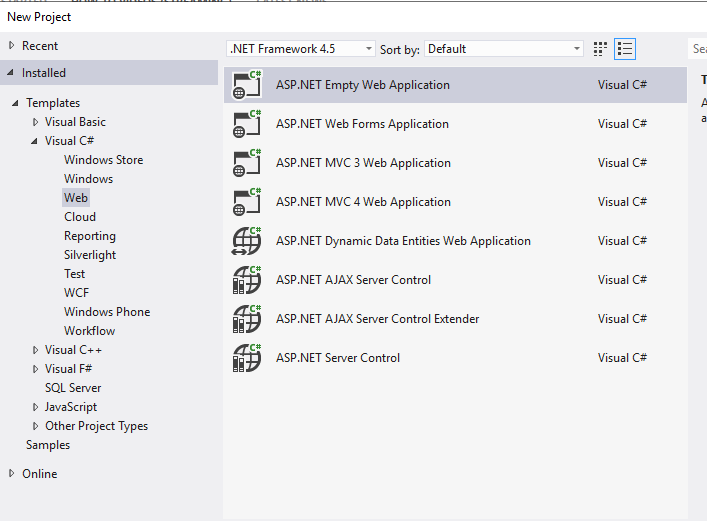 New Project
Recent
Installed
Templates
Visual Basic
Visual C#
Windows Store
Windows
Web
Cloud
Reporting
Silverlight
Test
WCF
Windows Phone
Workflow
Visual C++
Visual F#
SQL Server
JavaScript
Other Project Types
Samples
Online
.NET Framework 4.5 Sort by: Default
ASP.NET Empty Web Application Visual C#
ASP.NET Web Forms Application Visual C#
ASP.NET MVC 3 Web Application Visual C#
ASP.NET MVC 4 Web Application Visual C#
ASP.NET Dynamic Data Entities Web Application Visual C#
ASP.NET AJAX Server Control Visual C#
ASP.NET AJAX Server Control Extender Visual C#
ASP.NET Server Control Visual C#
Sea